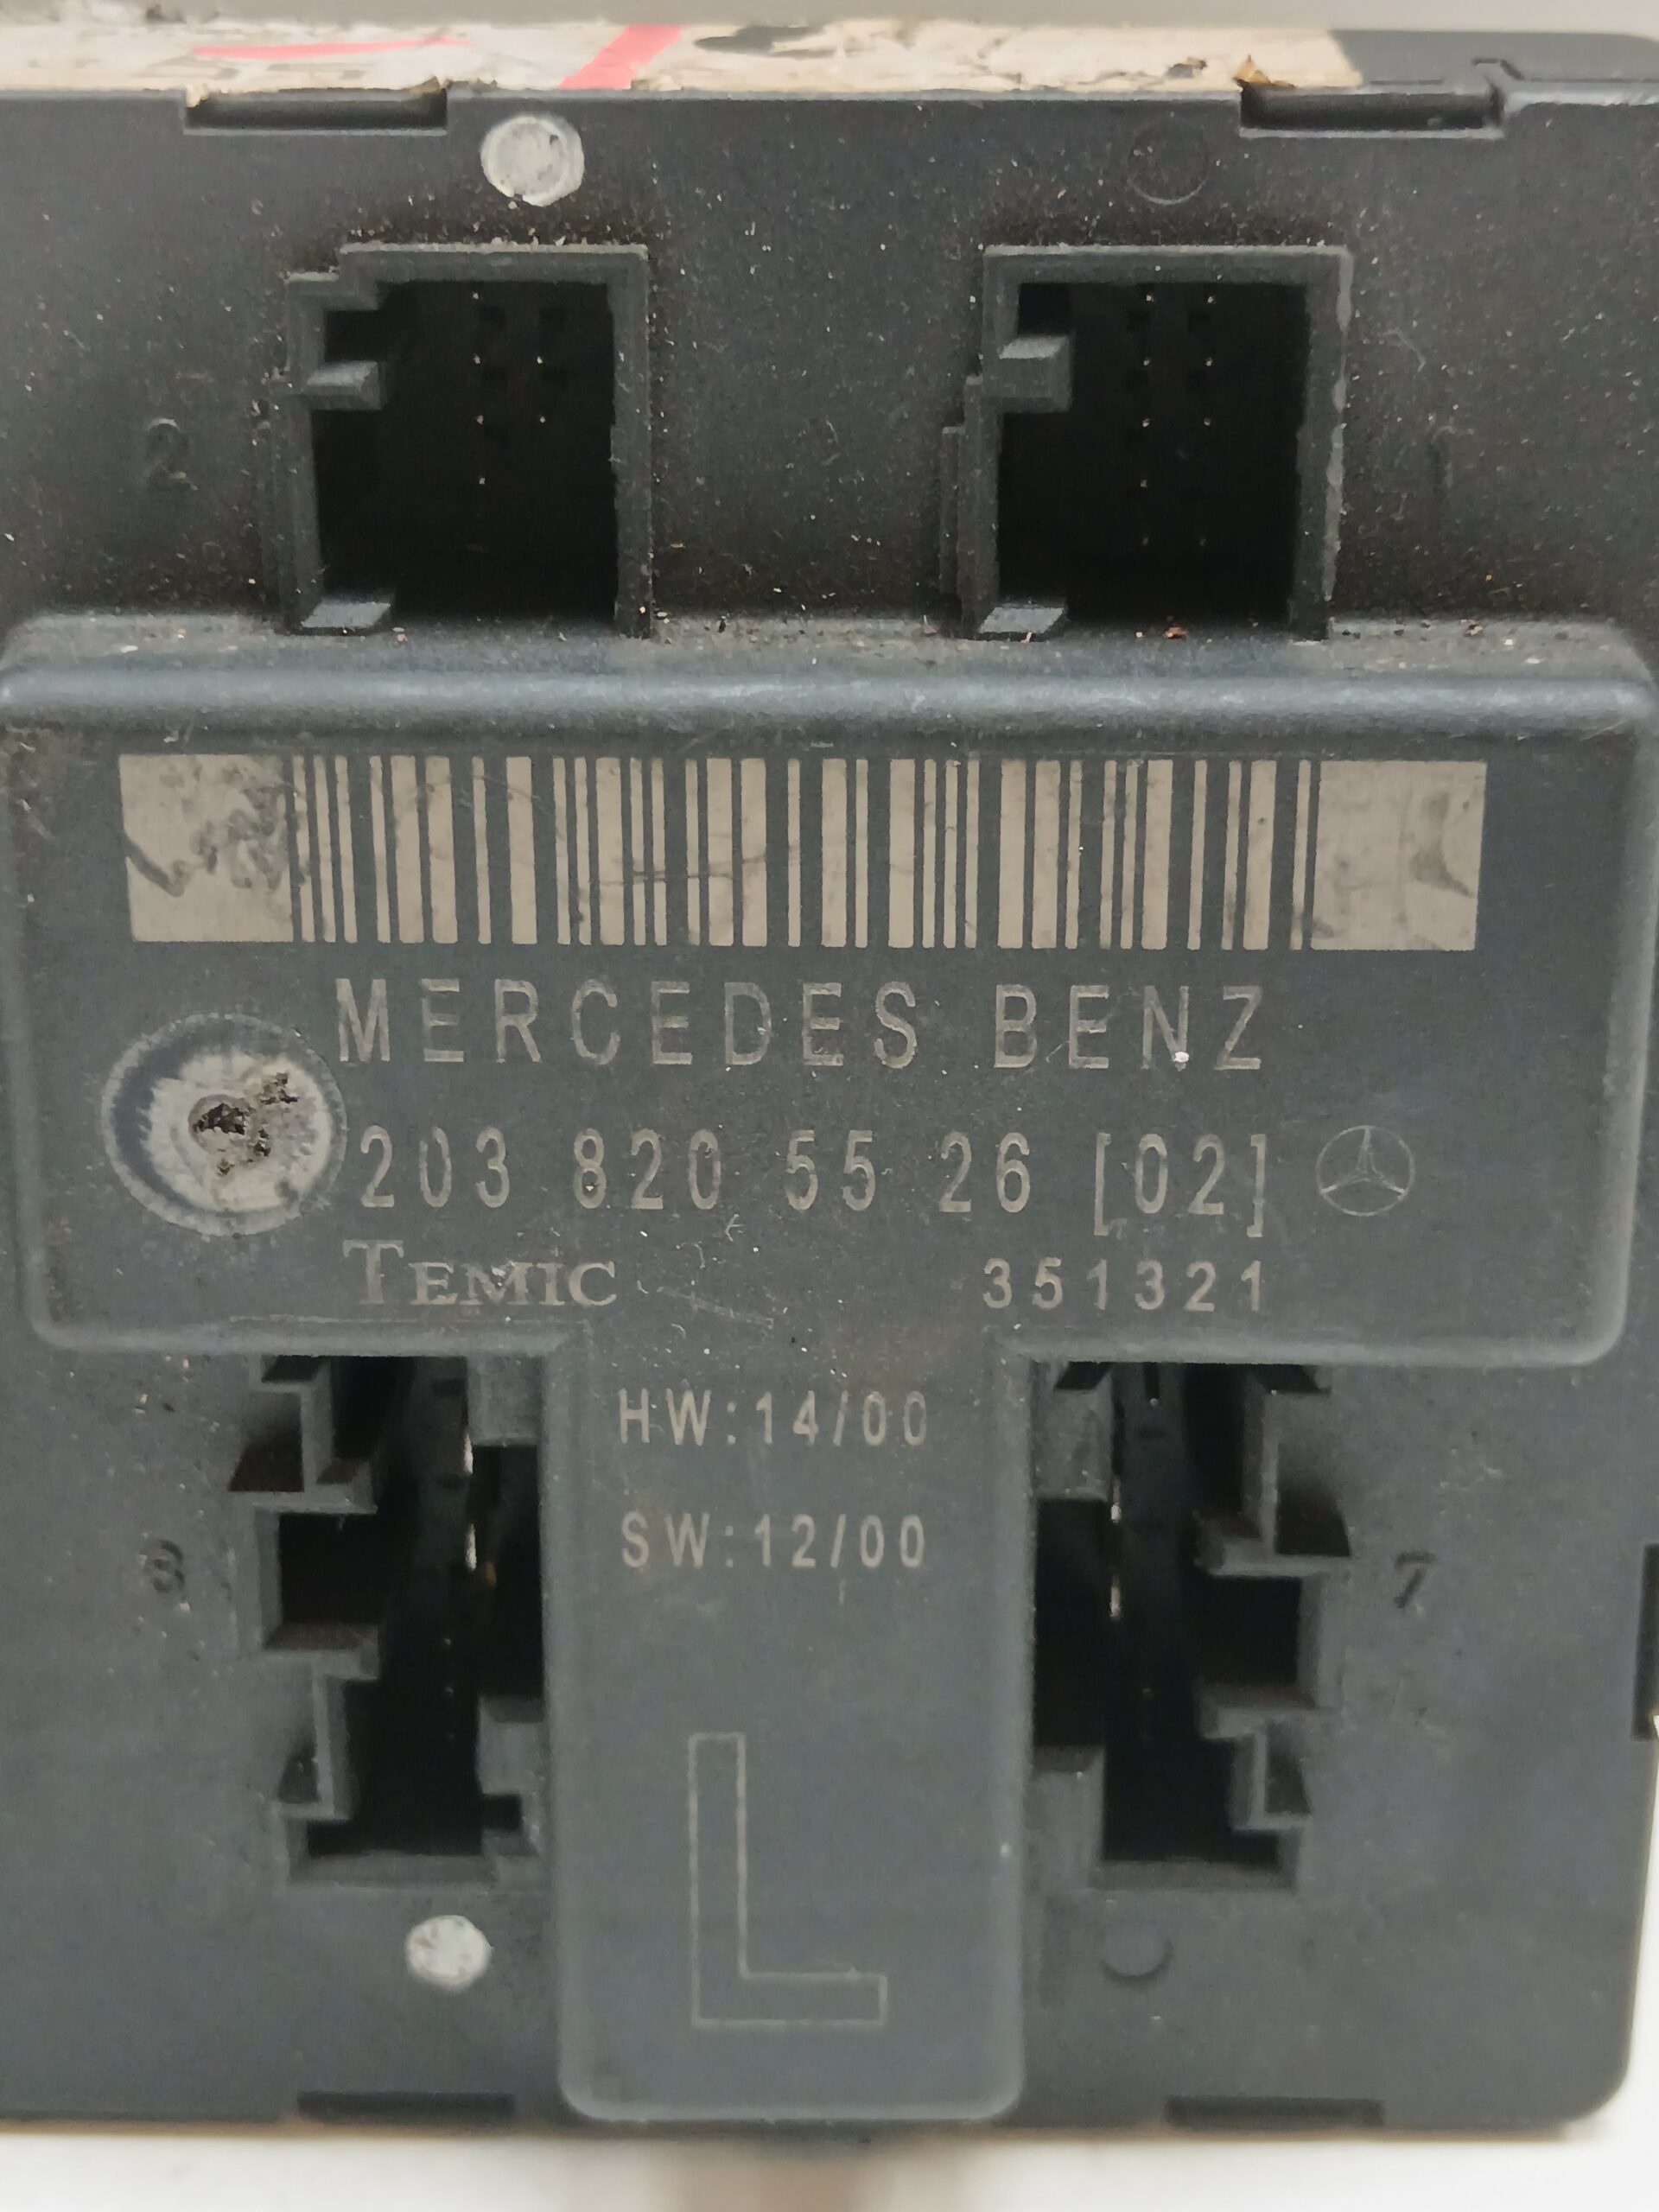 2
1
MERCEDES BENZ
203 820 55 26 [02]
TEMIC 351321
HW:14/00
SW:12/00
7
L